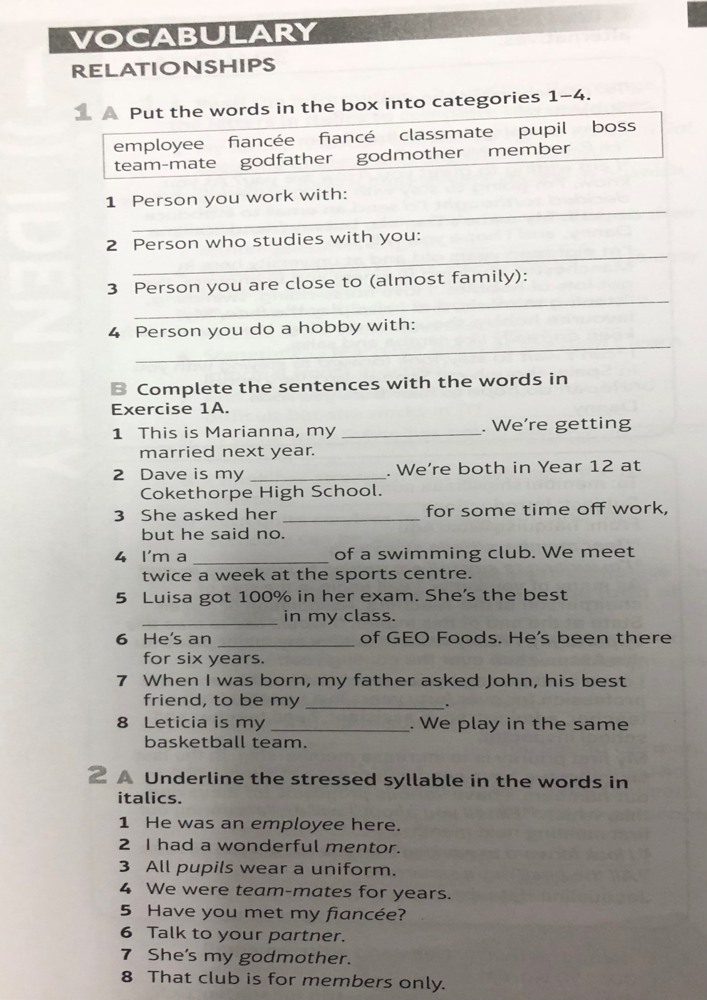 VOCABULARY
RELATIONSHIPS
1 A Put the words in the box into categories 1–4.
employee fiancée fiancé classmate pupil boss
team-mate godfather godmother member
1 Person you work with:
2 Person who studies with you:
3 Person you are close to (almost family):
4 Person you do a hobby with:
B Complete the sentences with the words in
Exercise 1A.
1 This is Marianna, my ____________. We're getting
married next year.
2 Dave is my ____________. We're both in Year 12 at
Cokethorpe High School.
3 She asked her ____________ for some time off work,
but he said no.
4 I'm a ____________ of a swimming club. We meet
twice a week at the sports centre.
5 Luisa got 100% in her exam. She's the best
____________ in my class.
6 He's an ____________ of GEO Foods. He's been there
for six years.
7 When I was born, my father asked John, his best
friend, to be my ____________.
8 Leticia is my ____________. We play in the same
basketball team.
2 A Underline the stressed syllable in the words in
italics.
1 He was an employee here.
2 I had a wonderful mentor.
3 All pupils wear a uniform.
4 We were team-mates for years.
5 Have you met my fiancée?
6 Talk to your partner.
7 She's my godmother.
8 That club is for members only.